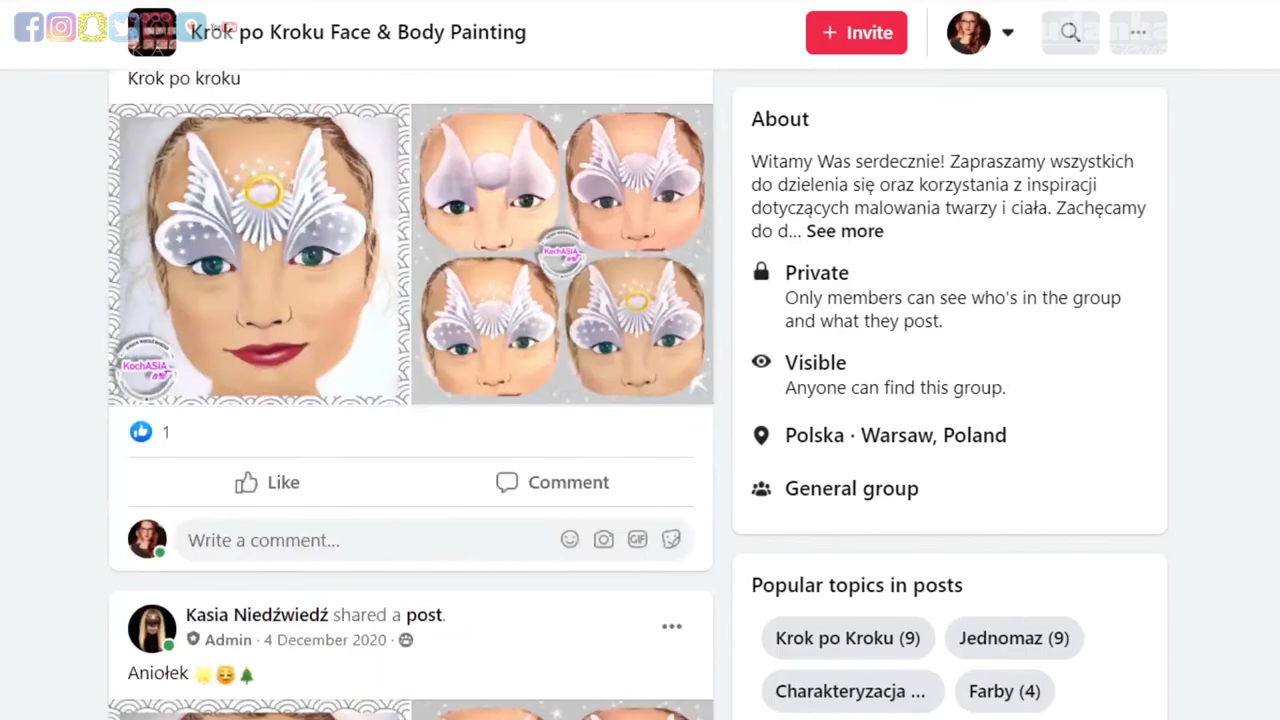 Krok po Kroku Face & Body Painting
+ Invite
Krok po kroku
KochASIA
KochASIA
1
Like
Comment
Write a comment...
GIF
Kasia Niedźwiedź shared a post.
Admin · 4 December 2020 ·
Aniołek
About
Witamy Was serdecznie! Zapraszamy wszystkich
do dzielenia się oraz korzystania z inspiracji
dotyczących malowania twarzy i ciała. Zachęcamy
do d... See more
Private
Only members can see who's in the group
and what they post.
Visible
Anyone can find this group.
Polska · Warsaw, Poland
General group
Popular topics in posts
Krok po Kroku (9)
Jednomaz (9)
Charakteryzacja ...
Farby (4)